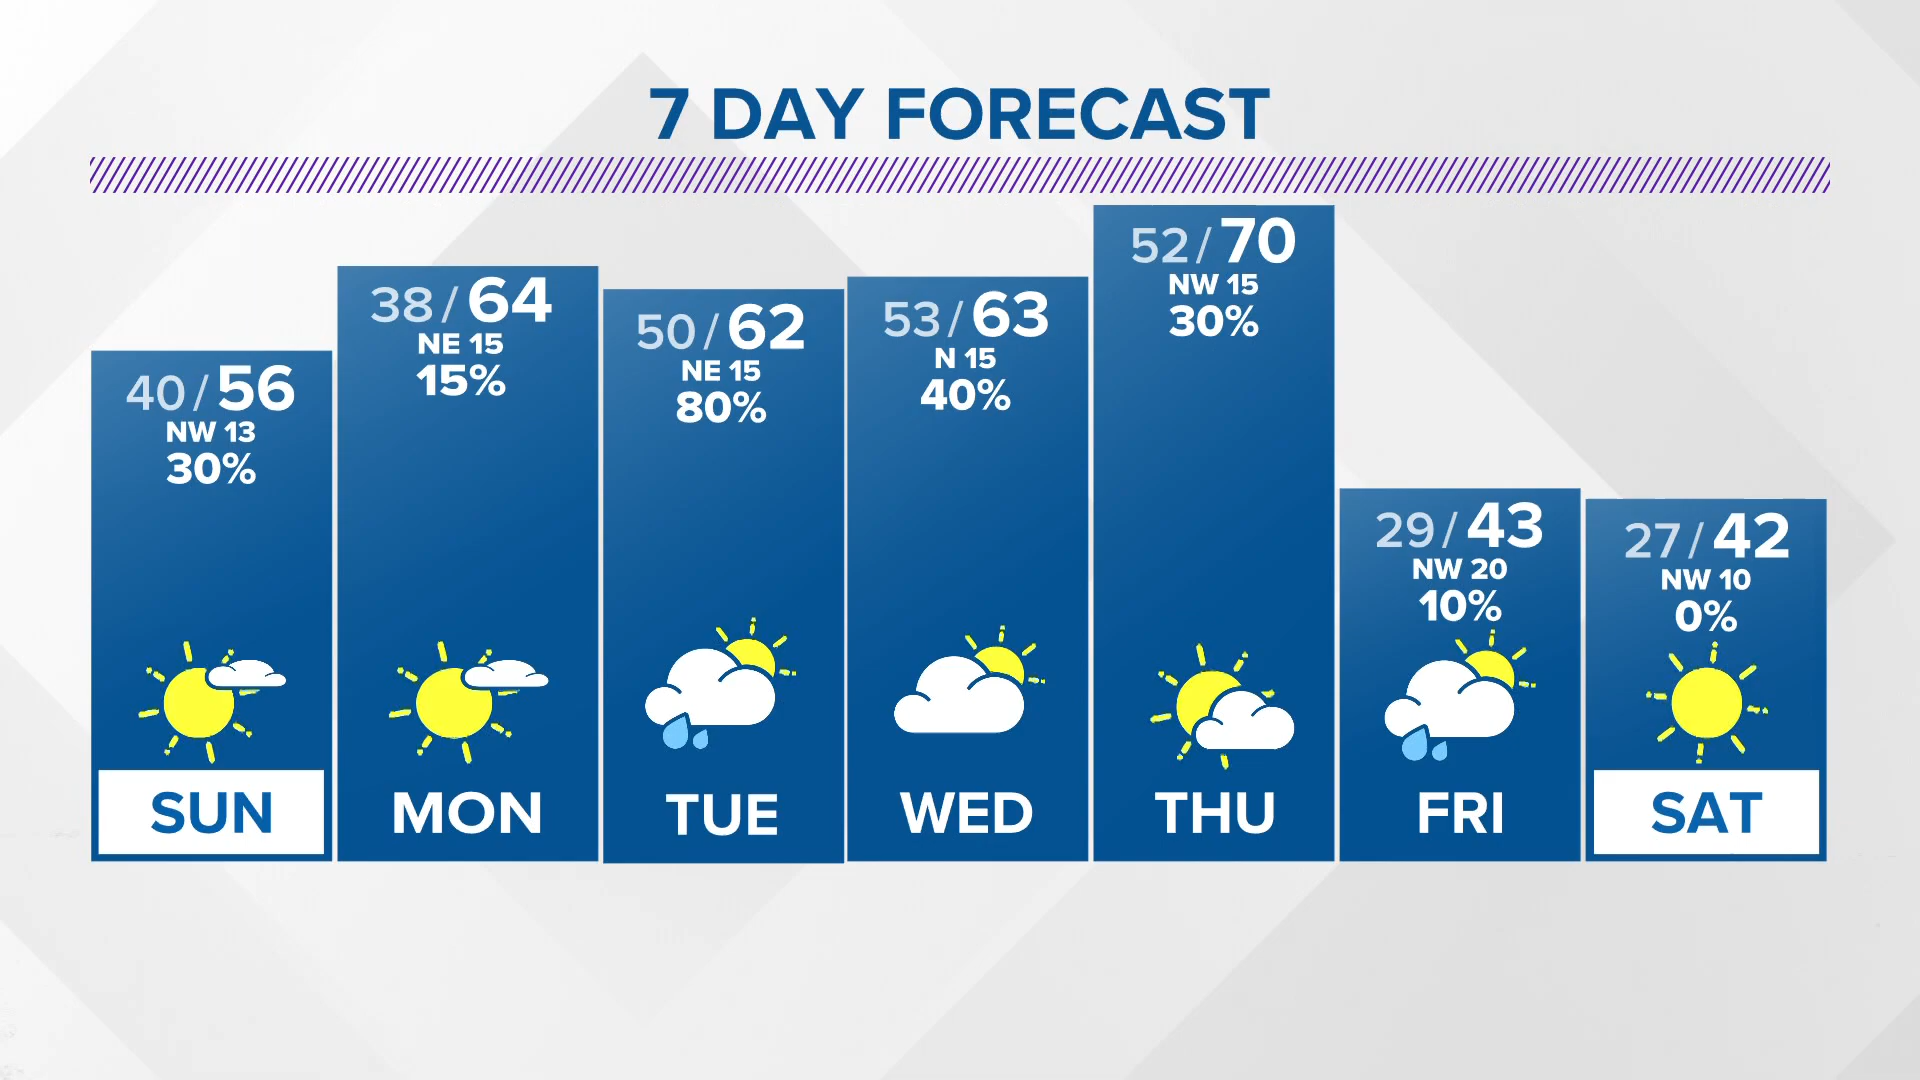 7 DAY FORECAST
40/56
NW 13
30%
SUN
38/64
NE 15
15%
MON
50/62
NE 15
80%
TUE
53/63
N 15
40%
WED
52/70
NW 15
30%
THU
29/43
NW 20
10%
FRI
27/42
NW 10
0%
SAT